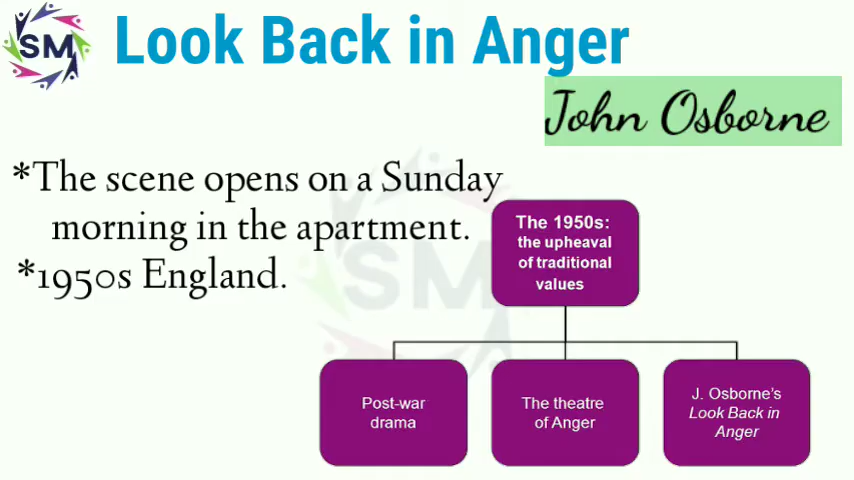 SM
Look Back in Anger
John Osborne
*The scene opens on a Sunday
morning in the apartment.
*1950s England.
SM
The 1950s:
the upheaval
of traditional
values
Post-war
drama
The theatre
of Anger
J. Osborne's
Look Back in
Anger